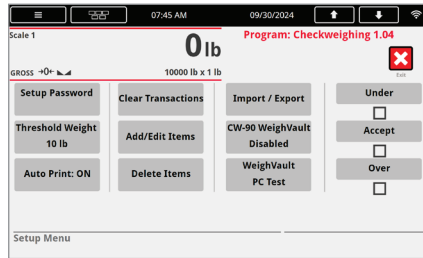 07:45 AM 09/30/2024
Scale 1
0 lb
Program: Checkweighing 1.04
Exit
GROSS →0← 10000 lb x 1 lb
Setup Password
Clear Transactions
Import / Export
Under
Threshold Weight
10 lb
Add/Edit Items
CW-90 WeighVault
Disabled
Accept
Auto Print: ON
Delete Items
WeighVault
PC Test
Over
Setup Menu